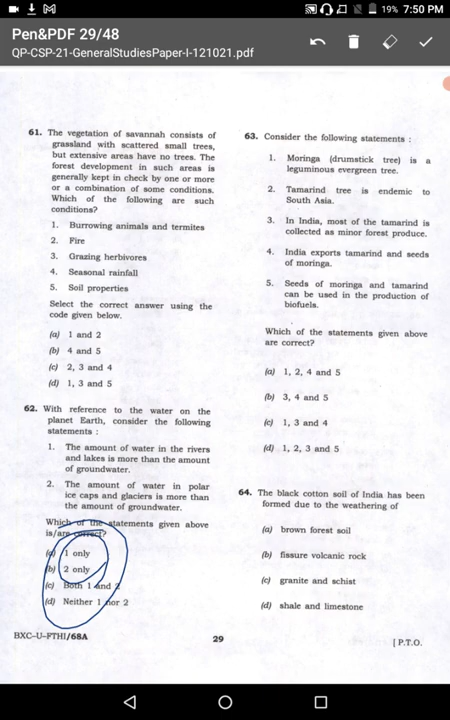 19% 7:50 PM
Pen&PDF 29/48
QP-CSP-21-GeneralStudiesPaper-I-121021.pdf
61. The vegetation of savannah consists of
grassland with scattered small trees,
but extensive areas have no trees. The
forest development in such areas is
generally kept in check by one or more
or a combination of some conditions.
Which of the following are such
conditions?
1. Burrowing animals and termites
2. Fire
3. Grazing herbivores
4. Seasonal rainfall
5. Soil properties
Select the correct answer using the
code given below.
(a) 1 and 2
(b) 4 and 5
(c) 2, 3 and 4
(d) 1, 3 and 5
62. With reference to the water on the
planet Earth, consider the following
statements :
1. The amount of water in the rivers
and lakes is more than the amount
of groundwater.
2. The amount of water in polar
ice caps and glaciers is more than
the amount of groundwater.
Which of the statements given above
is/are correct?
(a) 1 only
(b) 2 only
(c) Both 1 and 2
(d) Neither 1 nor 2
63. Consider the following statements :
1. Moringa (drumstick tree) is a
leguminous evergreen tree.
2. Tamarind tree is endemic to
South Asia.
3. In India, most of the tamarind is
collected as minor forest produce.
4. India exports tamarind and seeds
of moringa.
5. Seeds of moringa and tamarind
can be used in the production of
biofuels.
Which of the statements given above
are correct?
(a) 1, 2, 4 and 5
(b) 3, 4 and 5
(c) 1, 3 and 4
(d) 1, 2, 3 and 5
64. The black cotton soil of India has been
formed due to the weathering of
(a) brown forest soil
(b) fissure volcanic rock
(c) granite and schist
(d) shale and limestone
BXC-U-FTHI/68A
29
[ P.T.O.